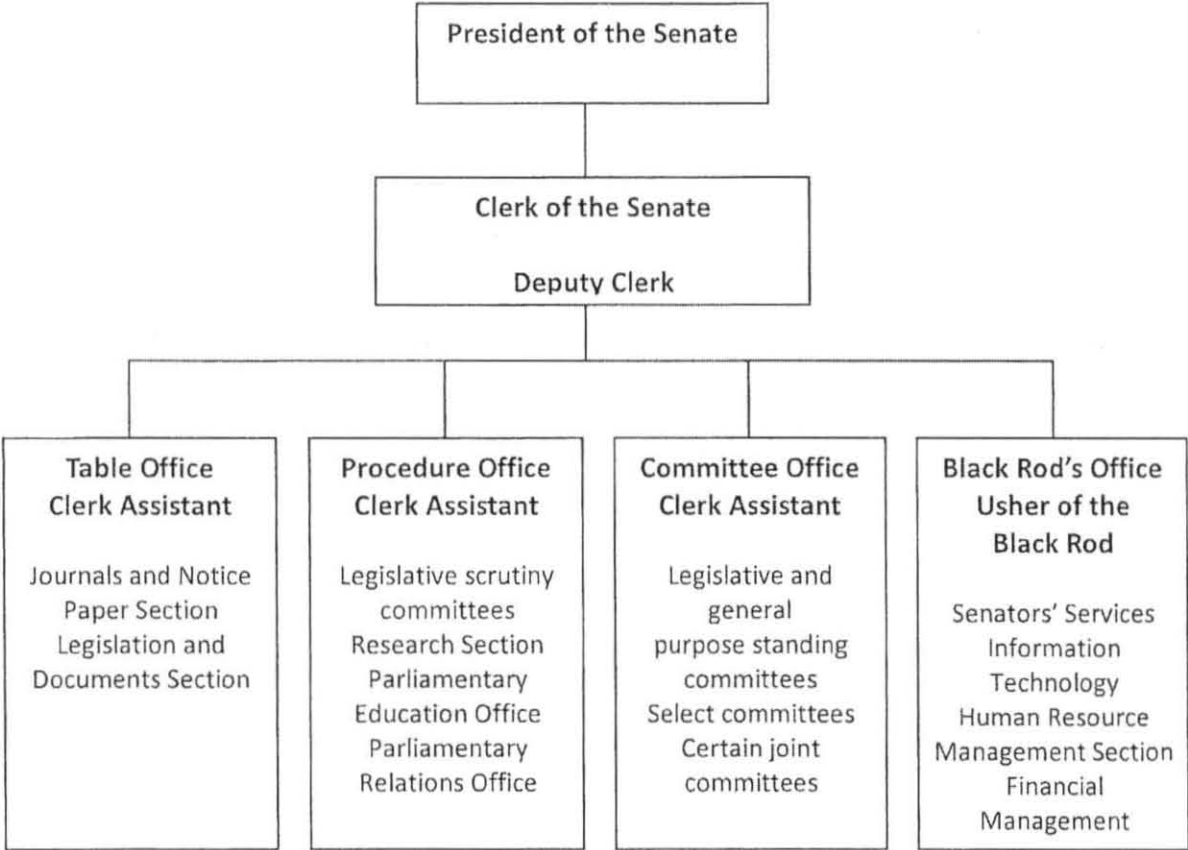 President of the Senate
Clerk of the Senate
Deputy Clerk
Table Office
Clerk Assistant
Journals and Notice
Paper Section
Legislation and
Documents Section
Procedure Office
Clerk Assistant
Legislative scrutiny
committees
Research Section
Parliamentary
Education Office
Parliamentary
Relations Office
Committee Office
Clerk Assistant
Legislative and
general
purpose standing
committees
Select committees
Certain joint
committees
Black Rod's Office
Usher of the
Black Rod
Senators' Services
Information
Technology
Human Resource
Management Section
Financial
Management